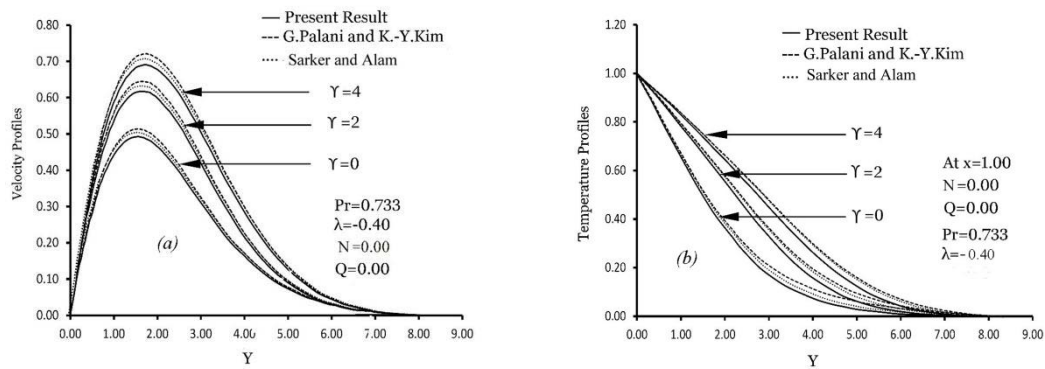 0.80
0.70
0.60
0.50
0.40
0.30
0.20
0.10
0.00
Velocity Profiles
Present Result
G.Palani and K.-Y.Kim
Sarker and Alam
ϒ=4
ϒ=2
ϒ=0
Pr=0.733
λ=-0.40
N=0.00
Q=0.00
(a)
0.00 1.00 2.00 3.00 4.00 5.00 6.00 7.00 8.00 9.00
Y
1.20
1.00
0.80
0.60
0.40
0.20
0.00
Temperature Profiles
Present Result
G.Palani and K.-Y.Kim
Sarker and Alam
ϒ=4
ϒ=2
ϒ=0
At x=1.00
N=0.00
Q=0.00
Pr=0.733
λ=-0.40
(b)
0.00 1.00 2.00 3.00 4.00 5.00 6.00 7.00 8.00 9.00
Y